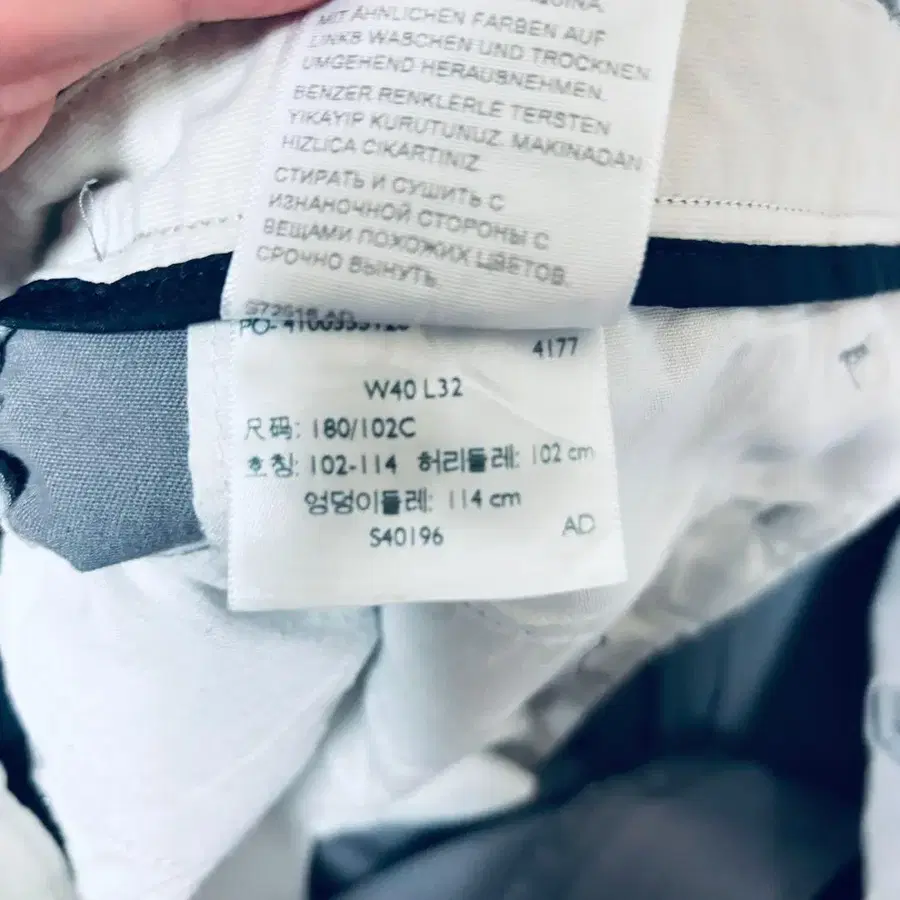 MIT ÄHNLICHEN FARBEN AUF
LINKS WASCHEN UND TROCKNEN.
UMGEHEND HERAUSNEHMEN.
BENZER RENKLERLE TERSTEN
YIKAYIP KURUTUNUZ. MAKINADAN
HIZLICA CIKARTINIZ.
СТИРАТЬ И СУШИТЬ С
ИЗНАНОЧНОЙ СТОРОНЫ С
ВЕЩАМИ ПОХОЖИХ ЦВЕТОВ.
СРОЧНО ВЫНУТЬ.
4177
W40 L32
尺码: 180/102C
호칭: 102-114 허리둘레: 102 cm
엉덩이둘레: 114 cm
S40196 AD